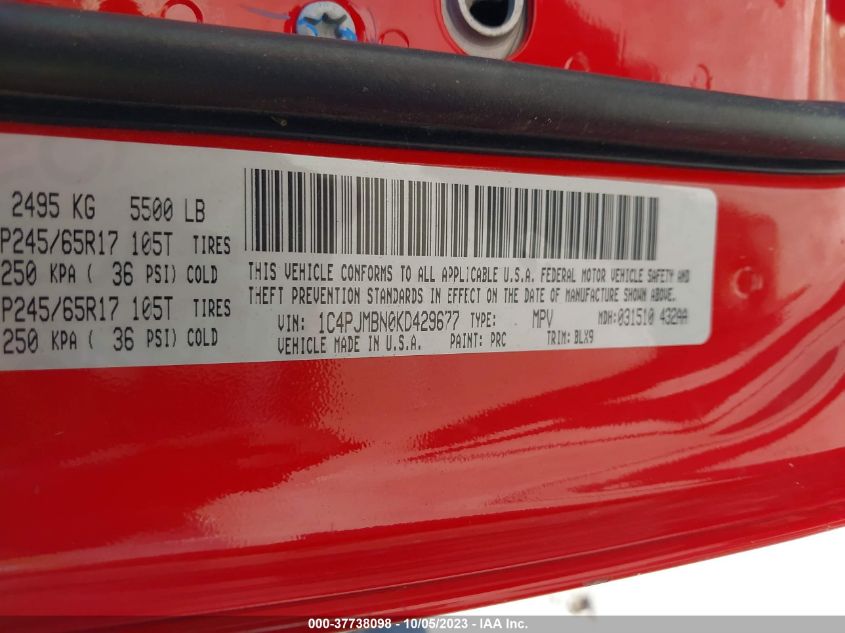 2495 KG 5500 LB
P245/65R17 105T TIRES
250 KPA ( 36 PSI) COLD
P245/65R17 105T TIRES
250 KPA ( 36 PSI) COLD
THIS VEHICLE CONFORMS TO ALL APPLICABLE U.S.A. FEDERAL MOTOR VEHICLE SAFETY AND
THEFT PREVENTION STANDARDS IN EFFECT ON THE DATE OF MANUFACTURE SHOWN ABOVE.
VIN: 1C4PJMBN0KD429677 TYPE: MPV MDH:031510 432AA
VEHICLE MADE IN U.S.A. PAINT: PRC TRIM: BLX9
000-37738098 - 10/05/2023 - IAA Inc.